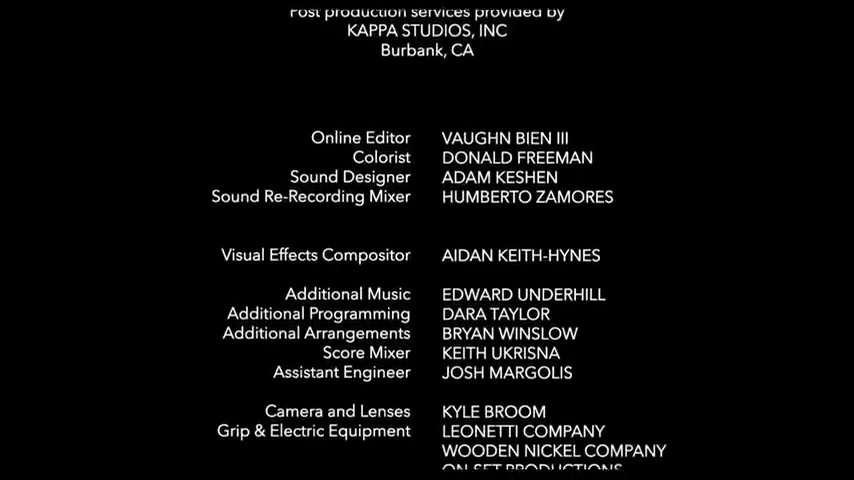 Post production services provided by
KAPPA STUDIOS, INC
Burbank, CA
Online Editor VAUGHN BIEN III
Colorist DONALD FREEMAN
Sound Designer ADAM KESHEN
Sound Re-Recording Mixer HUMBERTO ZAMORES
Visual Effects Compositor AIDAN KEITH-HYNES
Additional Music EDWARD UNDERHILL
Additional Programming DARA TAYLOR
Additional Arrangements BRYAN WINSLOW
Score Mixer KEITH UKRISNA
Assistant Engineer JOSH MARGOLIS
Camera and Lenses KYLE BROOM
Grip & Electric Equipment LEONETTI COMPANY
WOODEN NICKEL COMPANY
ON-SET PRODUCTIONS